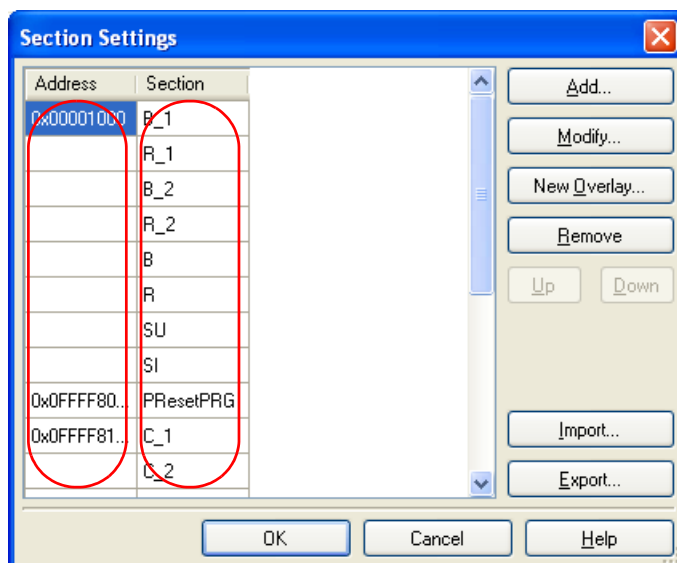 Section Settings
Address Section
0x00001000 B_1
R_1
B_2
R_2
B
R
SU
SI
0x0FFFF80... PResetPRG
0x0FFFF81... C_1
C_2
Add...
Modify...
New Overlay...
Remove
Up Down
Import...
Export...
OK Cancel Help